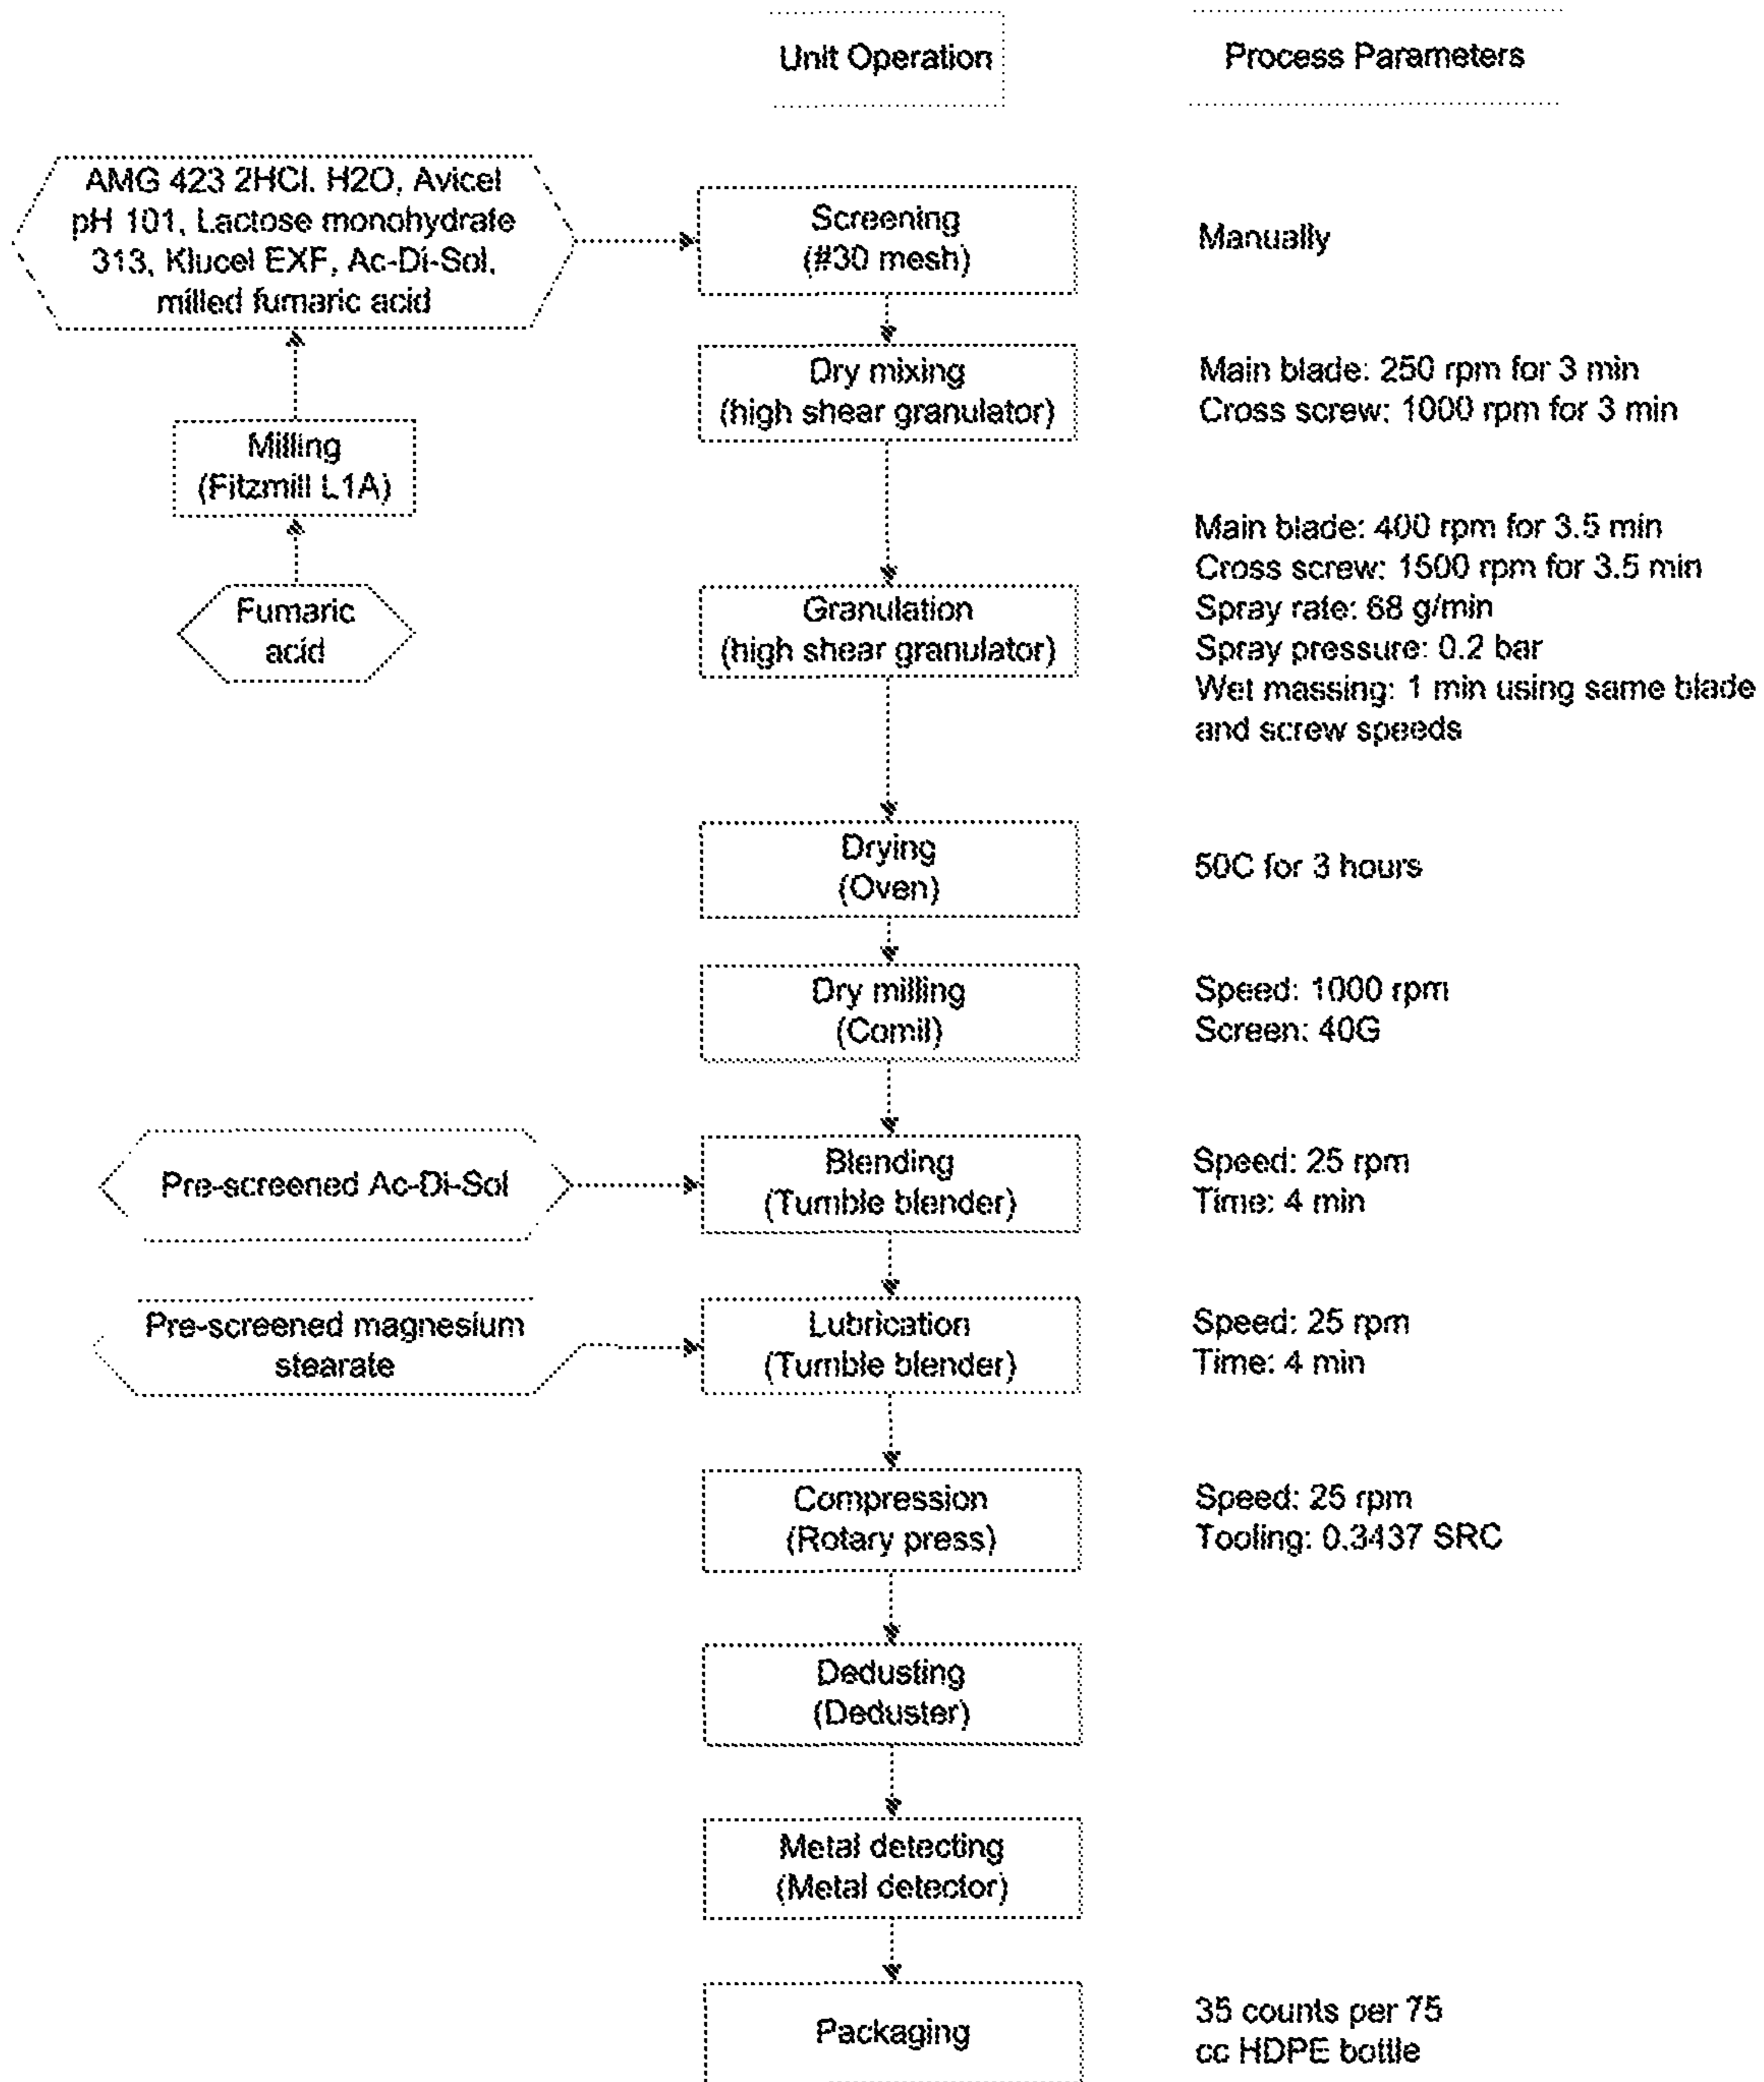 Unit Operation
Process Parameters
AMG 423 2HCl. H2O, Avicel
pH 101, Lactose monohydrate
313, Klucel EXF, Ac-Di-Sol,
milled fumaric acid
Screening
(#30 mesh)
Manually
Dry mixing
(high shear granulator)
Main blade: 250 rpm for 3 min
Cross screw: 1000 rpm for 3 min
Milling
(Fitzmill L1A)
Fumaric
acid
Granulation
(high shear granulator)
Main blade: 400 rpm for 3.5 min
Cross screw: 1500 rpm for 3.5 min
Spray rate: 68 g/min
Spray pressure: 0.2 bar
Wet massing: 1 min using same blade
and screw speeds
Drying
(Oven)
50C for 3 hours
Dry milling
(Comil)
Speed: 1000 rpm
Screen: 40G
Pre-screened Ac-Di-Sol
Blending
(Tumble blender)
Speed: 25 rpm
Time: 4 min
Pre-screened magnesium
stearate
Lubrication
(Tumble blender)
Speed: 25 rpm
Time: 4 min
Compression
(Rotary press)
Speed: 25 rpm
Tooling: 0.3437 SRC
Dedusting
(Deduster)
Metal detecting
(Metal detector)
Packaging
35 counts per 75
cc HDPE bottle